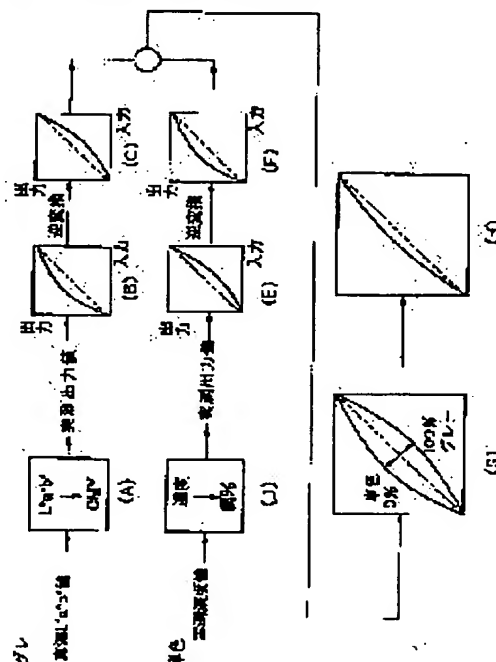 グレ
実測L*a*b*値
L*a*b*
(A)
実測出力値
出力
入力
(B)
逆変換
出力
入力
(C)
単色
実測濃度値
濃度
網%
(J)
実測出力値
出力
入力
(E)
逆変換
出力
入力
(F)
単色
0%
100%
グレー
(G)
(H)